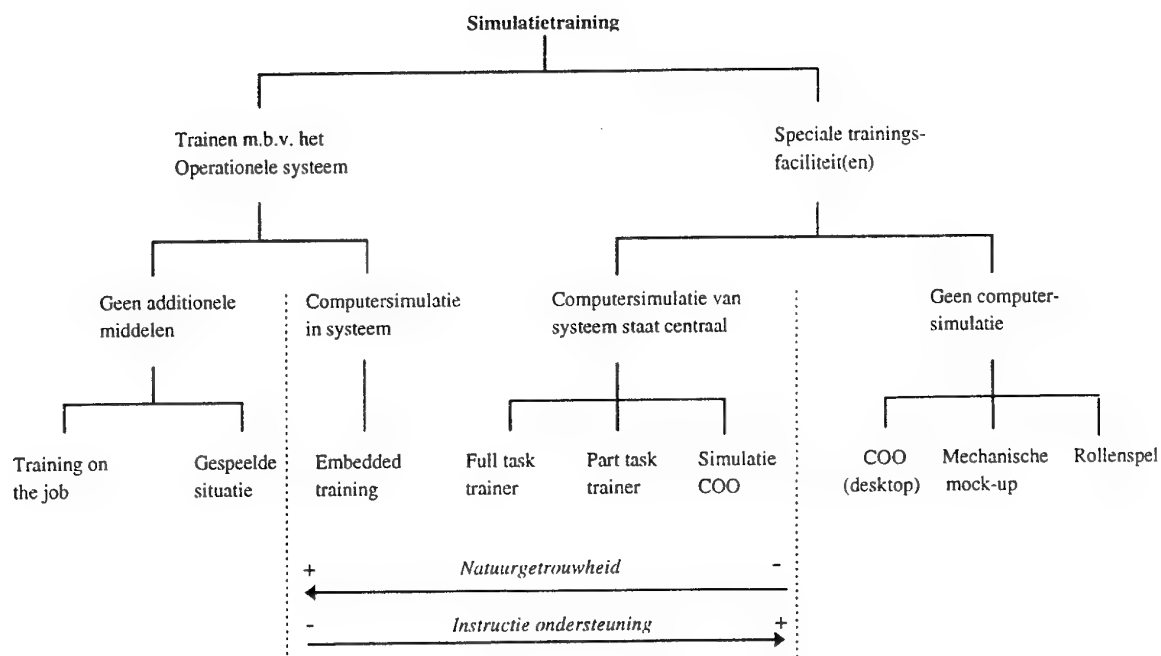 Simulatietraining
Trainen m.b.v. het
Operationele systeem
Speciale trainings-
faciliteit(en)
Geen additionele
middelen
Computersimulatie
in systeem
Computersimulatie van
systeem staat centraal
Geen computer-
simulatie
Training on
the job
Gespeelde
situatie
Embedded
training
Full task
trainer
Part task
trainer
Simulatie
COO
COO
(desktop)
Mechanische
mock-up
Rollenspel
+ Natuurgetrouwheid -
- Instructie ondersteuning +